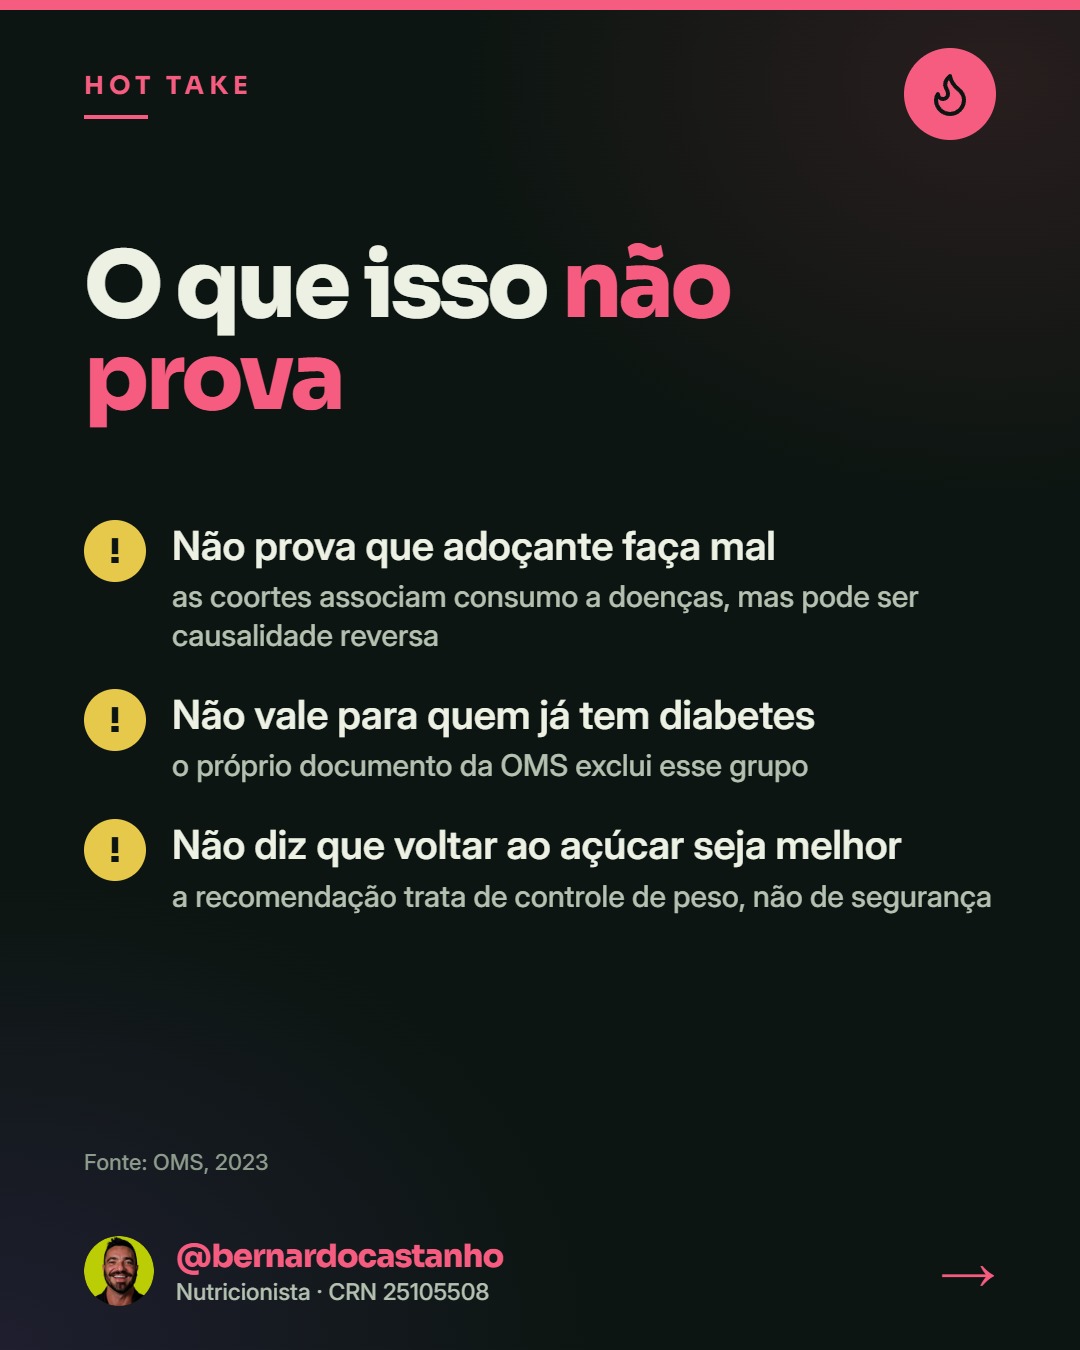 HOT TAKE
O que isso não
prova
!
Não prova que adoçante faça mal
as coortes associam consumo a doenças, mas pode ser
causalidade reversa
!
Não vale para quem já tem diabetes
o próprio documento da OMS exclui esse grupo
!
Não diz que voltar ao açúcar seja melhor
a recomendação trata de controle de peso, não de segurança
Fonte: OMS, 2023
@bernardocastanho
Nutricionista · CRN 25105508